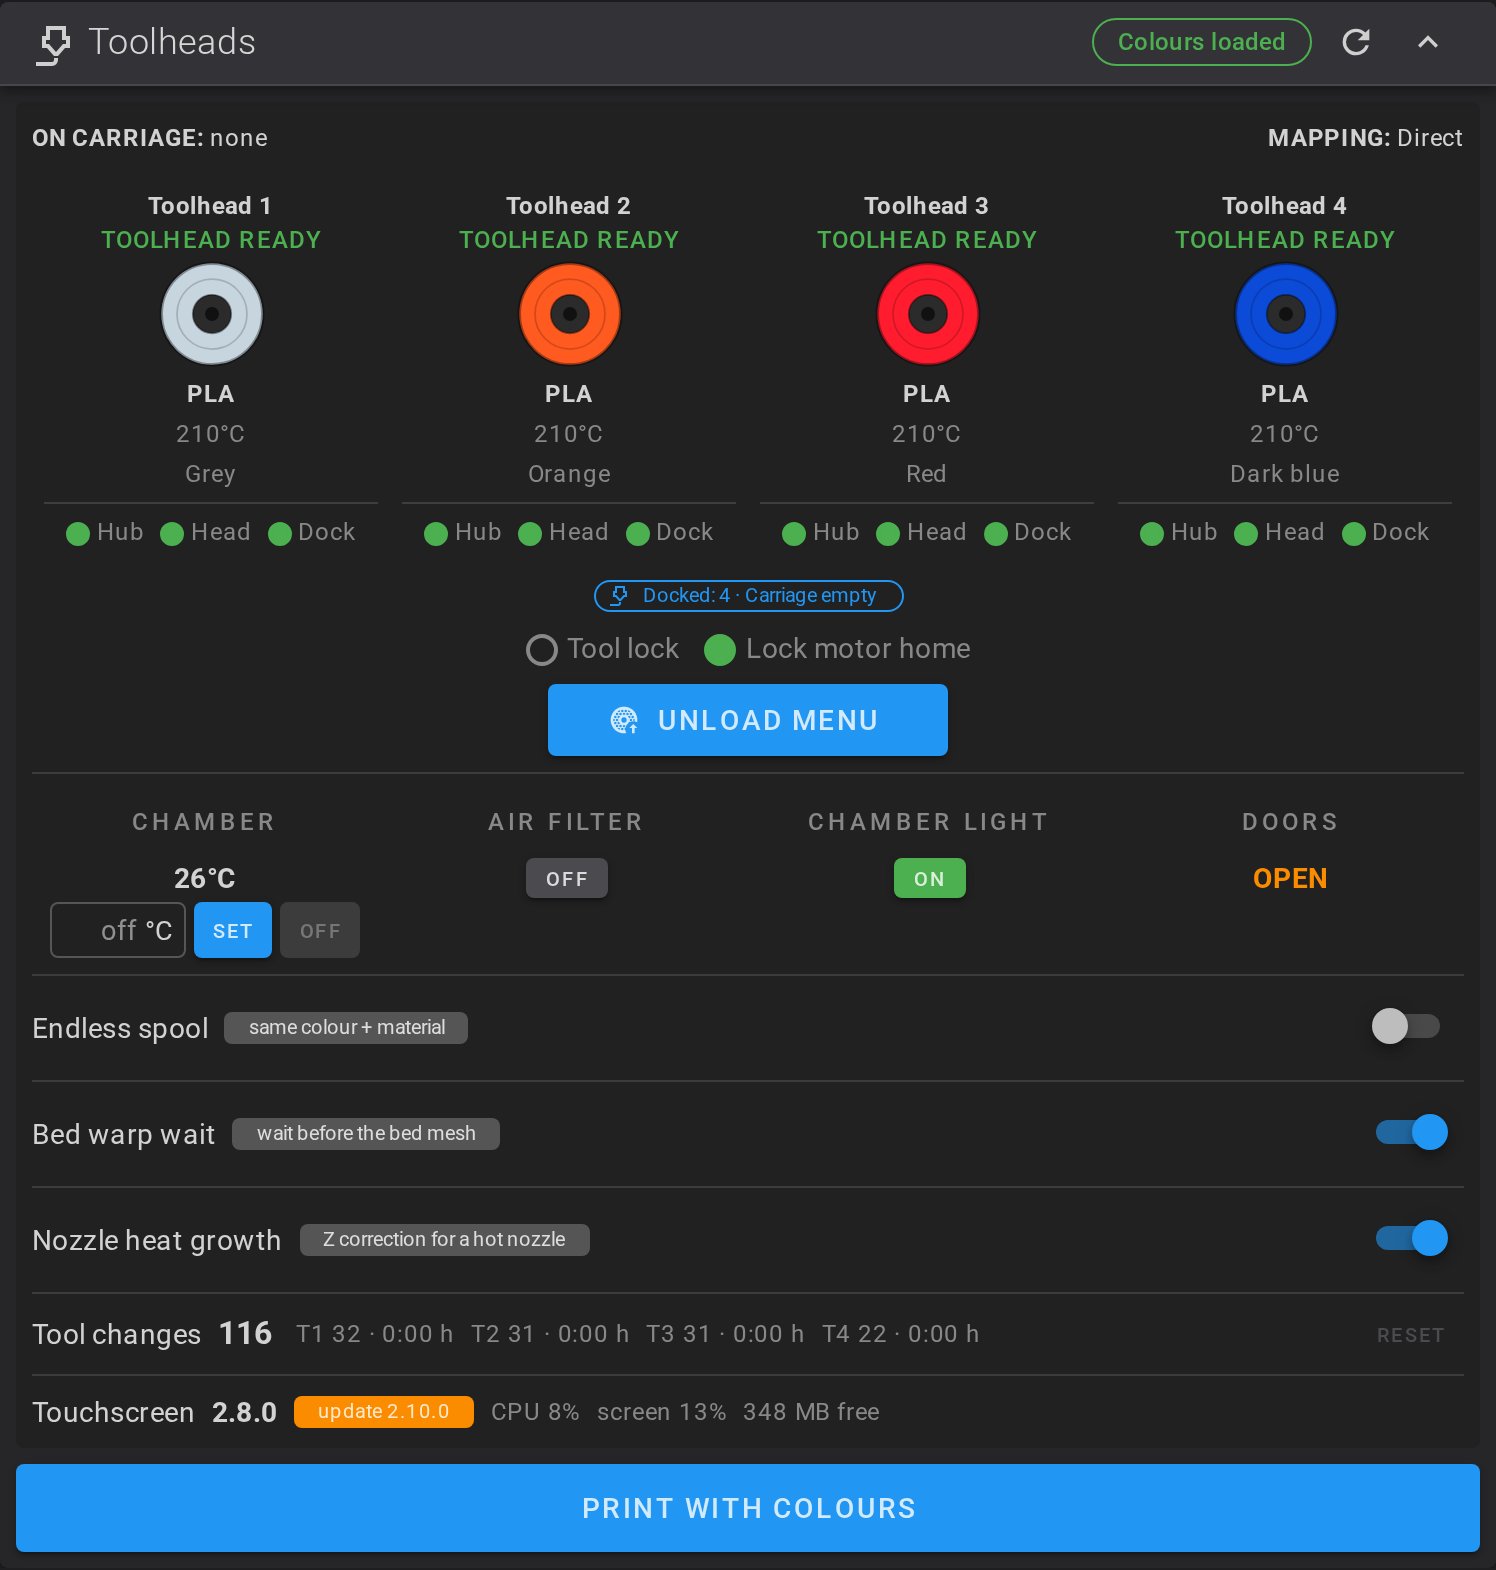 Toolheads Colours loaded
ON CARRIAGE: none MAPPING: Direct
Toolhead 1 Toolhead 2 Toolhead 3 Toolhead 4
TOOLHEAD READY TOOLHEAD READY TOOLHEAD READY TOOLHEAD READY
PLA PLA PLA PLA
210°C 210°C 210°C 210°C
Grey Orange Red Dark blue
Hub Head Dock Hub Head Dock Hub Head Dock Hub Head Dock
Docked: 4 · Carriage empty
Tool lock Lock motor home
UNLOAD MENU
CHAMBER AIR FILTER CHAMBER LIGHT DOORS
26°C OFF ON OPEN
off °C SET OFF
Endless spool same colour + material
Bed warp wait wait before the bed mesh
Nozzle heat growth Z correction for a hot nozzle
Tool changes 116 T1 32 · 0:00 h T2 31 · 0:00 h T3 31 · 0:00 h T4 22 · 0:00 h RESET
Touchscreen 2.8.0 update 2.10.0 CPU 8% screen 13% 348 MB free
PRINT WITH COLOURS